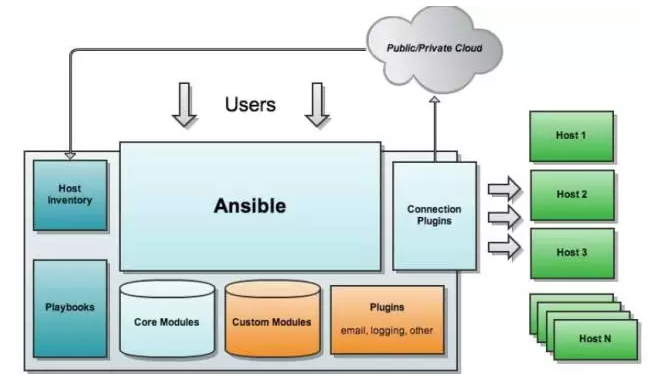 Public/Private Cloud
Users
Host 1
Host
Inventory
Ansible
Connection
Plugins
Host 2
Host 3
Playbooks
Core Modules
Custom Modules
Plugins
email, logging, other
Host N